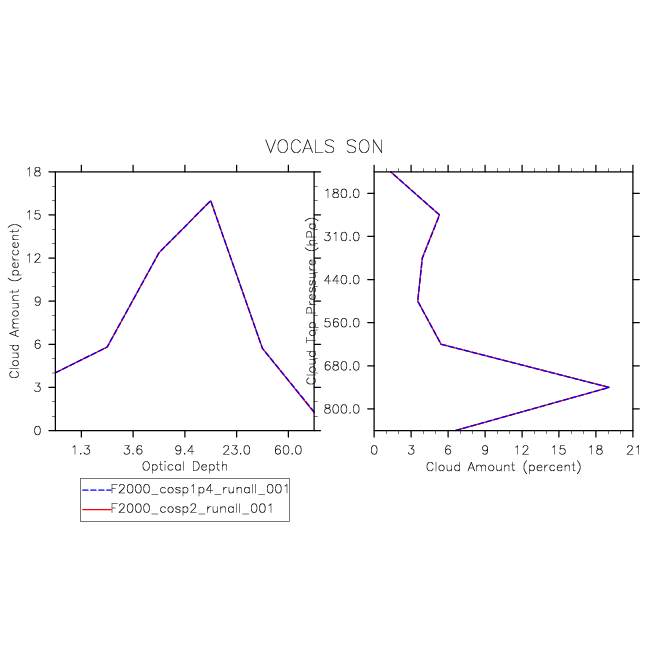 VOCALS SON
18
15
12
9
6
3
0
Cloud Amount (percent)
1.3 3.6 9.4 23.0 60.0
Optical Depth
Cloud Top Pressure (hPa)
180.0
310.0
440.0
560.0
680.0
800.0
0 3 6 9 12 15 18 21
Cloud Amount (percent)
F2000_cosp1p4_runall_001
F2000_cosp2_runall_001